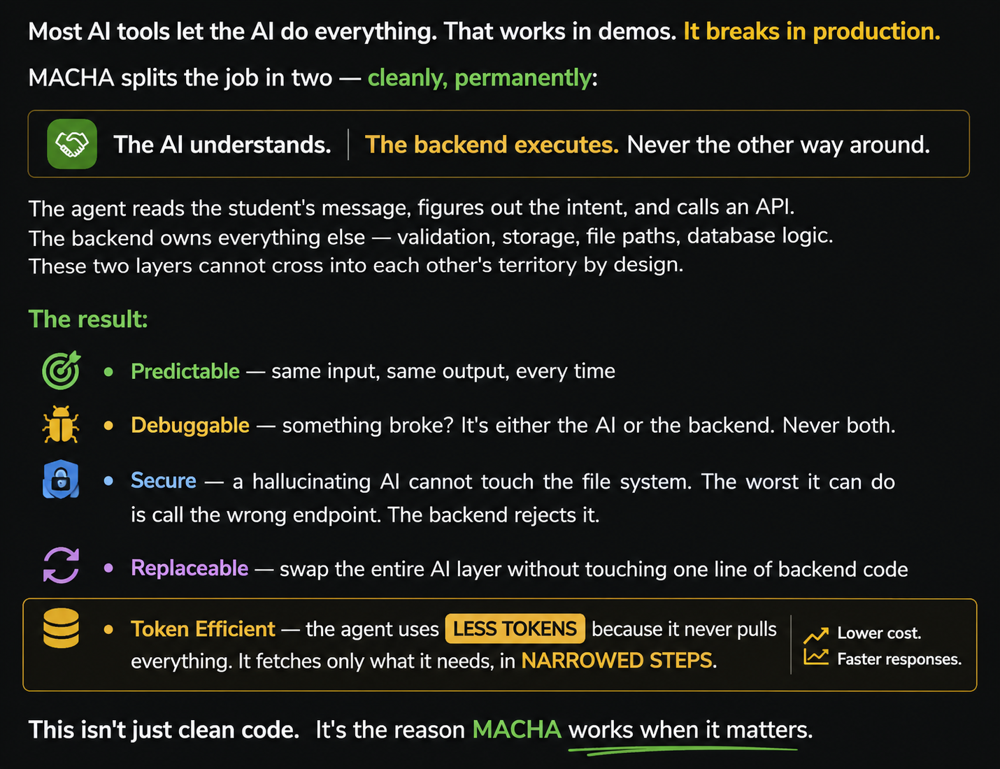 Most AI tools let the AI do everything. That works in demos. It breaks in production.
MACHA splits the job in two — cleanly, permanently:
The AI understands. | The backend executes. Never the other way around.
The agent reads the student's message, figures out the intent, and calls an API.
The backend owns everything else — validation, storage, file paths, database logic.
These two layers cannot cross into each other's territory by design.
The result:
• Predictable — same input, same output, every time
• Debuggable — something broke? It's either the AI or the backend. Never both.
• Secure — a hallucinating AI cannot touch the file system. The worst it can do
is call the wrong endpoint. The backend rejects it.
• Replaceable — swap the entire AI layer without touching one line of backend code
• Token Efficient — the agent uses LESS TOKENS because it never pulls
everything. It fetches only what it needs, in NARROWED STEPS.
Lower cost.
Faster responses.
This isn't just clean code. It's the reason MACHA works when it matters.